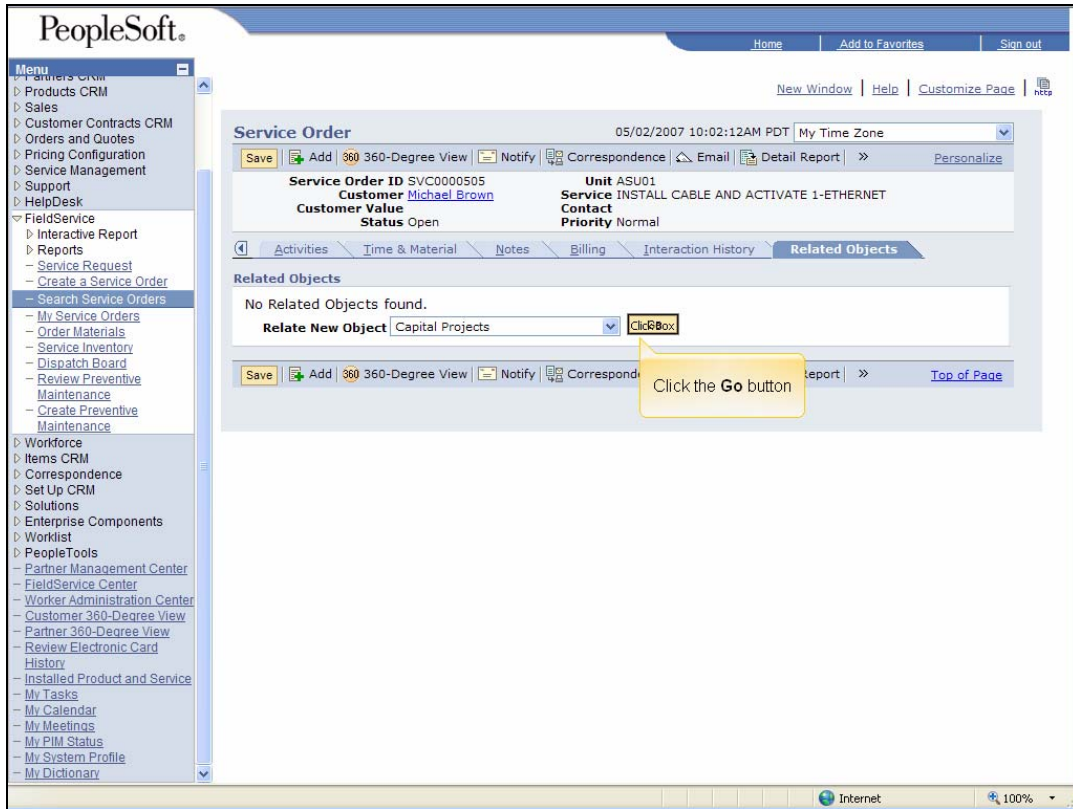 PeopleSoft®
Home Add to Favorites Sign out
Menu
Partners CRM
Products CRM
Sales
Customer Contracts CRM
Orders and Quotes
Pricing Configuration
Service Management
Support
HelpDesk
FieldService
Interactive Report
Reports
– Service Request
– Create a Service Order
– Search Service Orders
– My Service Orders
– Order Materials
– Service Inventory
– Dispatch Board
– Review Preventive
Maintenance
– Create Preventive
Maintenance
Workforce
Items CRM
Correspondence
Set Up CRM
Solutions
Enterprise Components
Worklist
PeopleTools
– Partner Management Center
– FieldService Center
– Worker Administration Center
– Customer 360-Degree View
– Partner 360-Degree View
– Review Electronic Card
History
– Installed Product and Service
– My Tasks
– My Calendar
– My Meetings
– My PIM Status
– My System Profile
– My Dictionary
New Window | Help | Customize Page | http
Service Order 05/02/2007 10:02:12AM PDT My Time Zone
Save | Add | 360 360-Degree View | Notify | Correspondence | Email | Detail Report | » Personalize
Service Order ID SVC0000505 Unit ASU01
Customer Michael Brown Service INSTALL CABLE AND ACTIVATE 1-ETHERNET
Customer Value Contact
Status Open Priority Normal
Activities Time & Material Notes Billing Interaction History Related Objects
Related Objects
No Related Objects found.
Relate New Object Capital Projects Click Box
Save | Add | 360 360-Degree View | Notify | Correspond eport | » Top of Page
Click the Go button
Internet 100%